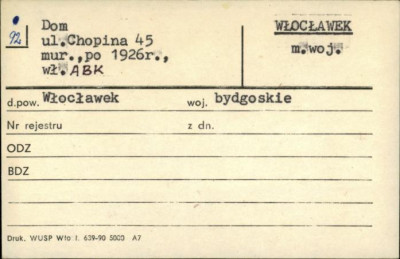 92
Dom
ul.Chopina 45
mur.,po 1926r.,
wł.ABK
WŁOCŁAWEK
m.woj.
d.pow. Włocławek woj. bydgoskie
Nr rejestru z dn.
ODZ
BDZ
Druk. WUSP Wło z. 639-90 5000 A7